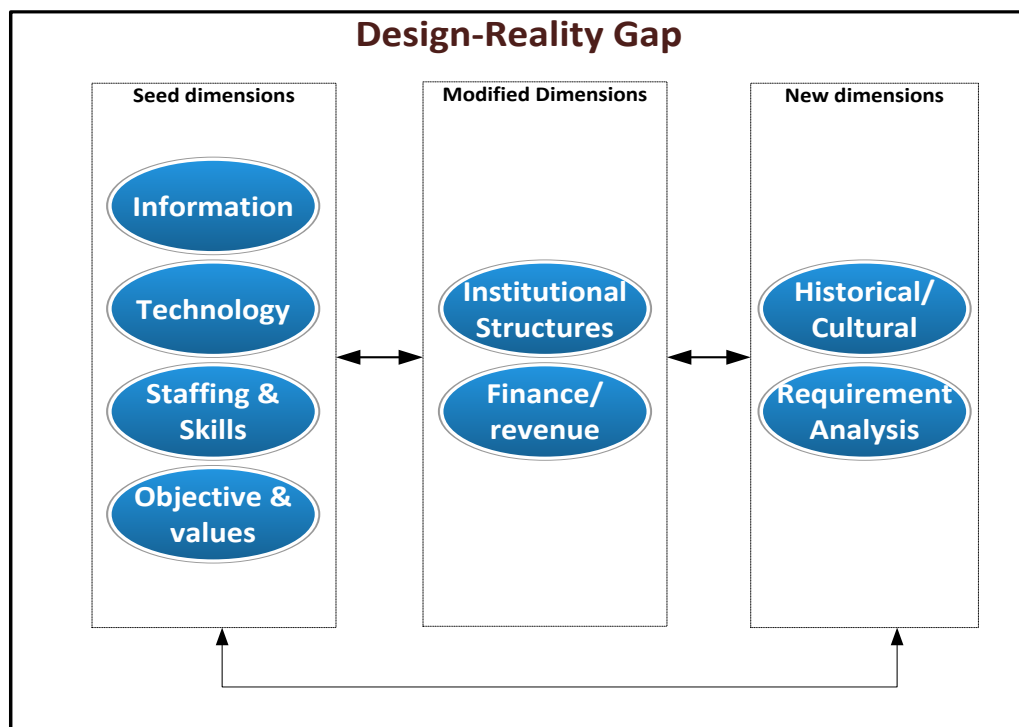 Design-Reality Gap
Seed dimensions
Information
Technology
Staffing &
Skills
Objective &
values
Modified Dimensions
Institutional
Structures
Finance/
revenue
New dimensions
Historical/
Cultural
Requirement
Analysis